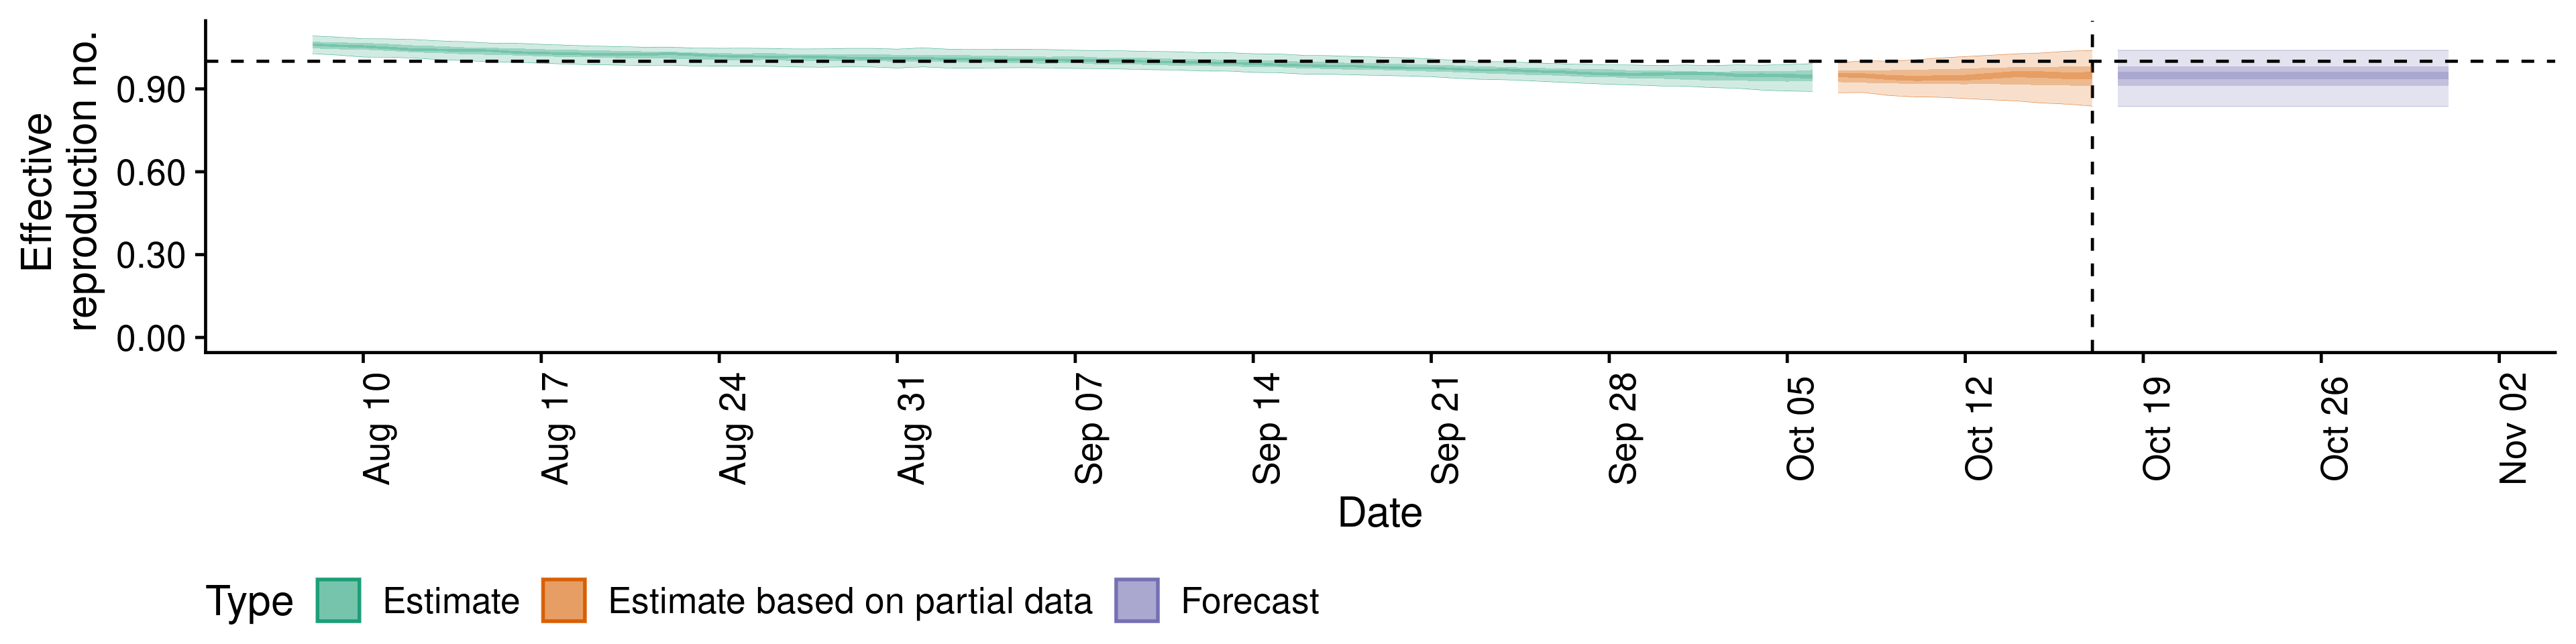 Effective
reproduction no.
0.90
0.60
0.30
0.00
Aug 10
Aug 17
Aug 24
Aug 31
Sep 07
Sep 14
Sep 21
Sep 28
Oct 05
Oct 12
Oct 19
Oct 26
Nov 02
Date
Type Estimate Estimate based on partial data Forecast